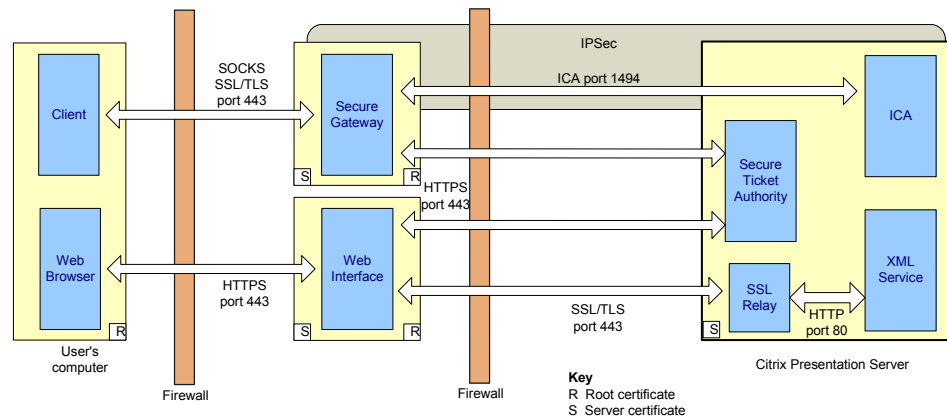 IPSec
SOCKS
SSL/TLS
port 443
ICA port 1494
Client
Secure
Gateway
ICA
Secure
Ticket
Authority
S
R
HTTPS
port 443
Web
Browser
Web
Interface
XML
Service
SSL
Relay
HTTPS
port 443
SSL/TLS
port 443
HTTP
port 80
R
S
R
S
User's
computer
Citrix Presentation Server
Firewall
Firewall
Key
R Root certificate
S Server certificate